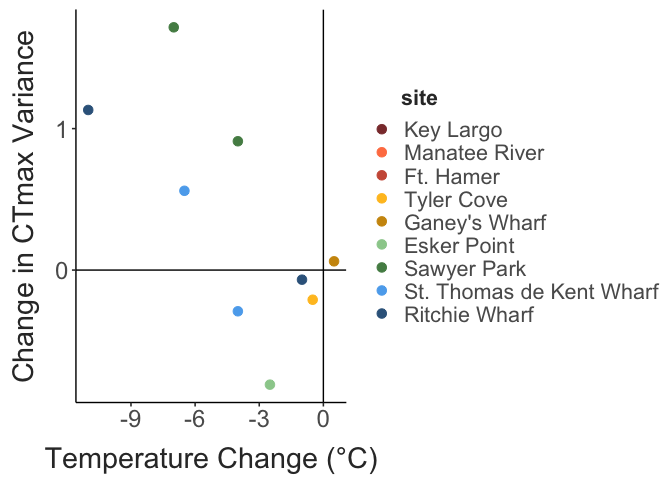 Change in CTmax Variance
1
0
-9 -6 -3 0
Temperature Change (°C)
site
Key Largo
Manatee River
Ft. Hamer
Tyler Cove
Ganey's Wharf
Esker Point
Sawyer Park
St. Thomas de Kent Wharf
Ritchie Wharf